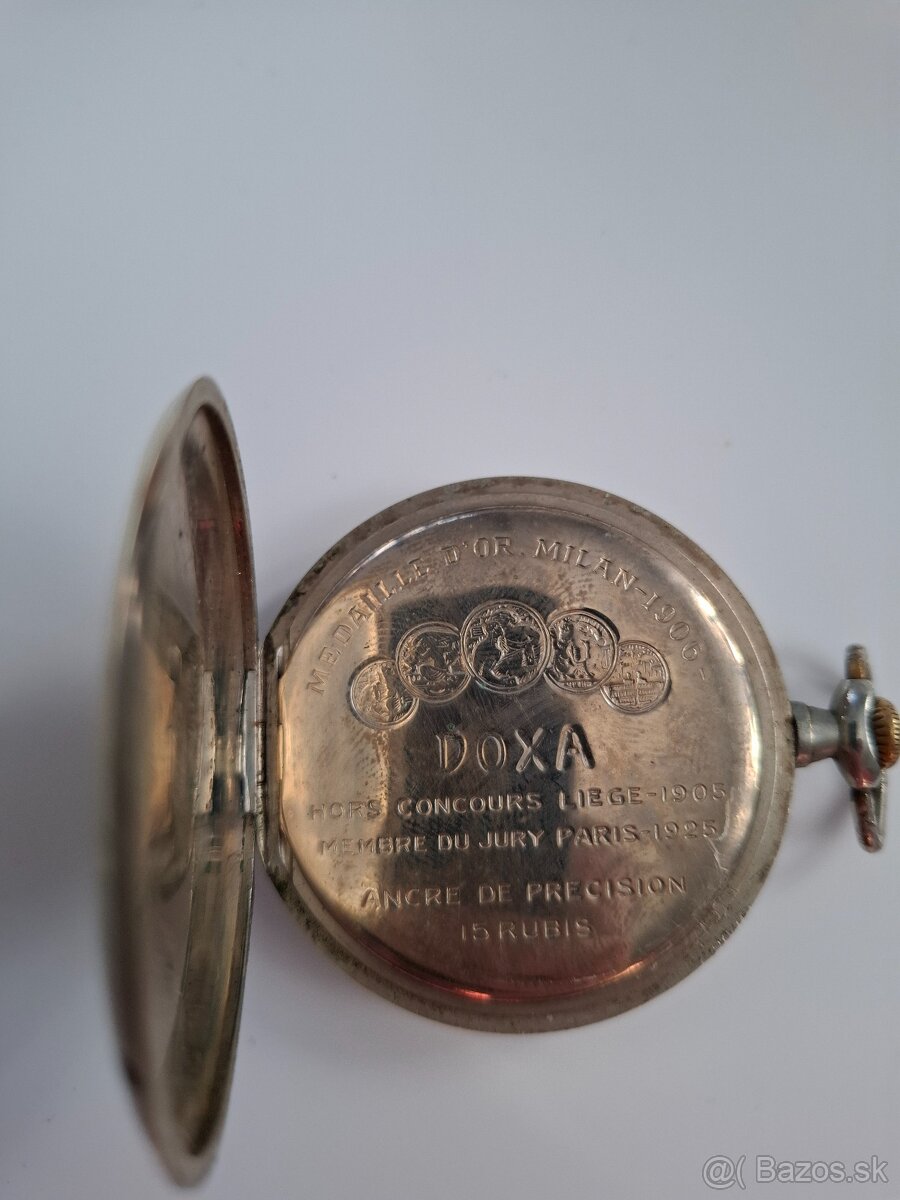 MEDAILLE D'OR. MILAN-1906-
DOXA
HORS CONCOURS LIEGE-1905
MEMBRE DU JURY PARIS-1925
ANCRE DE PRECISION
15 RUBIS
@( Bazos.sk